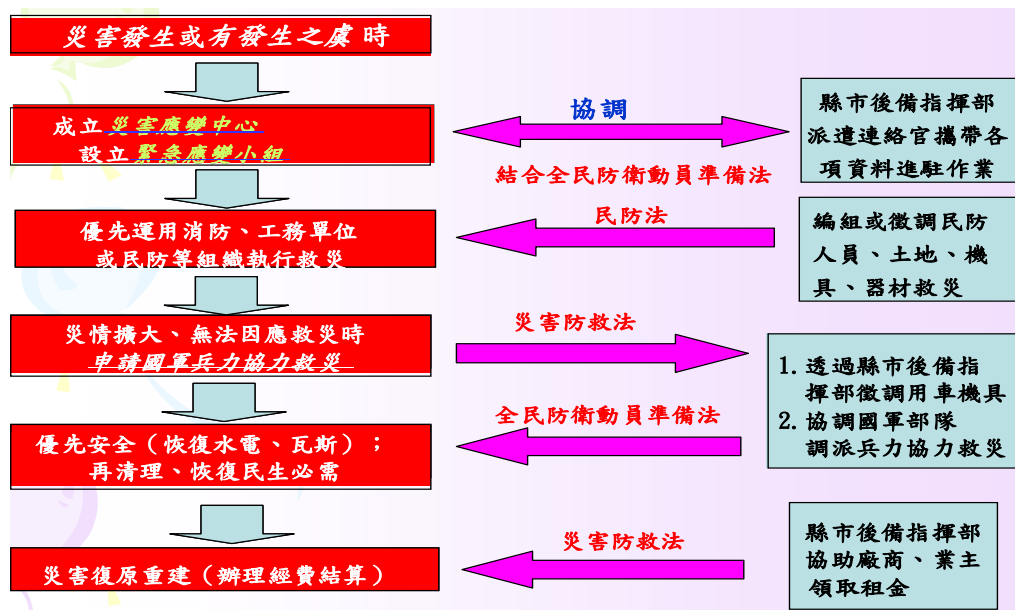 災害發生或有發生之虞時
成立災害應變中心
設立緊急應變小組
協調
結合全民防衛動員準備法
縣市後備指揮部
派遣連絡官攜帶各
項資料進駐作業
優先運用消防、工務單位
或民防等組織執行救災
民防法
編組或徵調民防
人員、土地、機
具、器材救災
災情擴大、無法因應救災時
申請國軍兵力協力救災
災害防救法
1. 透過縣市後備指
揮部徵調用車機具
2. 協調國軍部隊
調派兵力協力救災
全民防衛動員準備法
優先安全（恢復水電、瓦斯）；
再清理、恢復民生必需
災害復原重建（辦理經費結算）
災害防救法
縣市後備指揮部
協助廠商、業主
領取租金